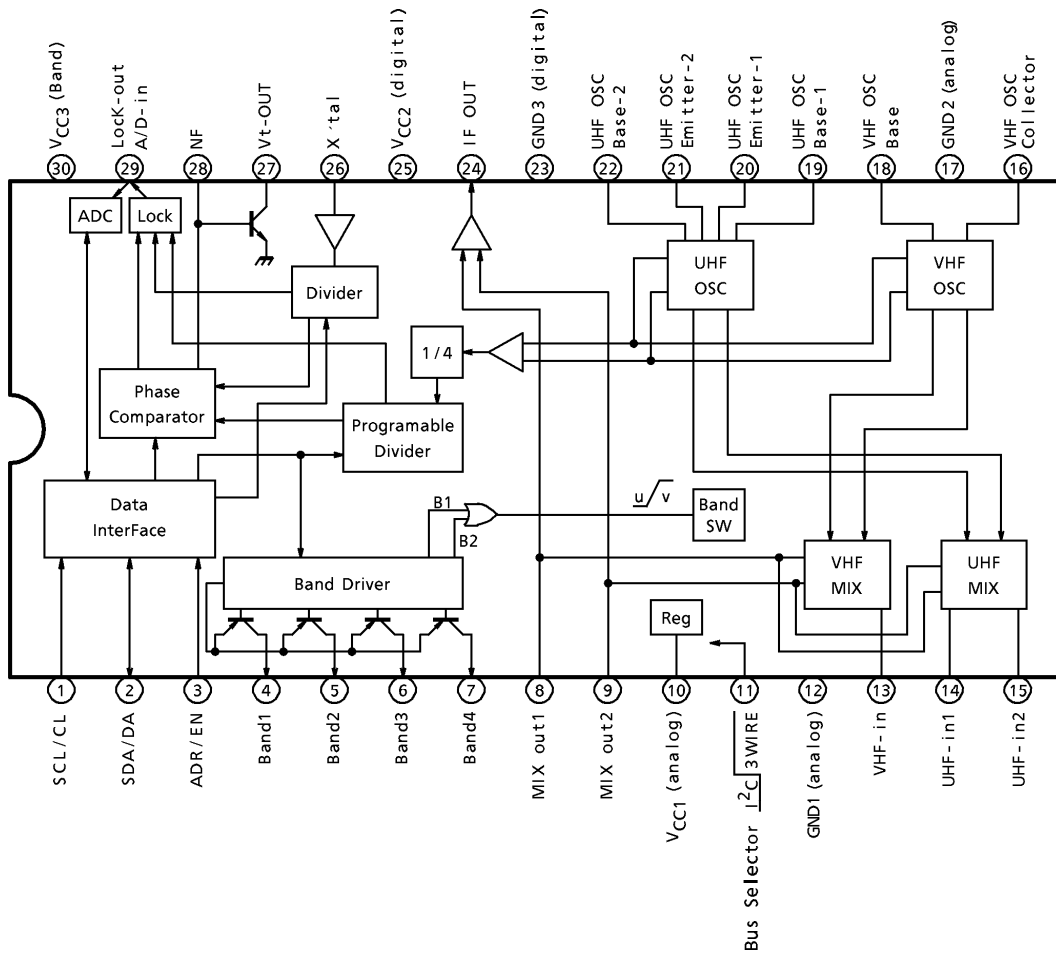 VCC3 (Band)
LocK-out
A/D-in
NF
Vt-OUT
X´tal
VCC2 (digital)
IF OUT
GND3 (digital)
UHF OSC
Base-2
UHF OSC
Emitter-2
UHF OSC
Emitter-1
UHF OSC
Base-1
VHF OSC
Base
GND2 (analog)
VHF OSC
Collector
30
29
28
27
26
25
24
23
22
21
20
19
18
17
16
ADC
Lock
Divider
UHF
OSC
VHF
OSC
1/4
Phase
Comparator
Programable
Divider
Data
InterFace
B1
B2
u/v
Band
SW
Band Driver
VHF
MIX
UHF
MIX
Reg
1
2
3
4
5
6
7
8
9
10
11
12
13
14
15
SCL/CL
SDA/DA
ADR/EN
Band1
Band2
Band3
Band4
MIX out1
MIX out2
VCC1 (analog)
Bus Selector I2C 3WIRE
GND1 (analog)
VHF-in
UHF-in1
UHF-in2